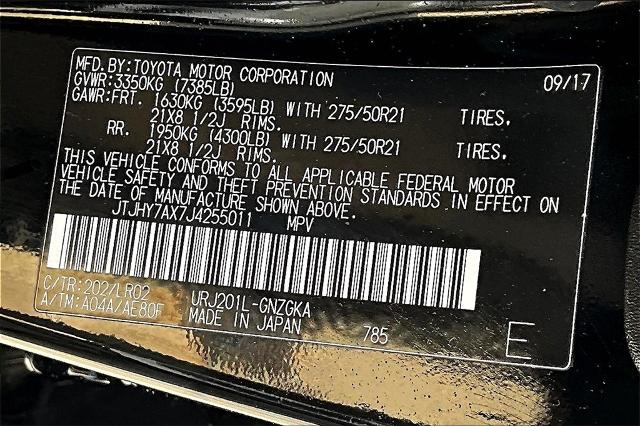 MFD.BY:TOYOTA MOTOR CORPORATION 09/17
GVWR:3350KG (7385LB)
GAWR:FRT. 1630KG (3595LB) WITH 275/50R21 TIRES,
21X8 1/2J RIMS.
RR. 1950KG (4300LB) WITH 275/50R21 TIRES,
21X8 1/2J RIMS.
THIS VEHICLE CONFORMS TO ALL APPLICABLE FEDERAL MOTOR
VEHICLE SAFETY AND THEFT PREVENTION STANDARDS IN EFFECT ON
THE DATE OF MANUFACTURE SHOWN ABOVE.
JTJHY7AX7J4255011 MPV
C/TR:202/LR02 URJ201L-GNZGKA
A/TM:A04A/AE80F MADE IN JAPAN 785 E